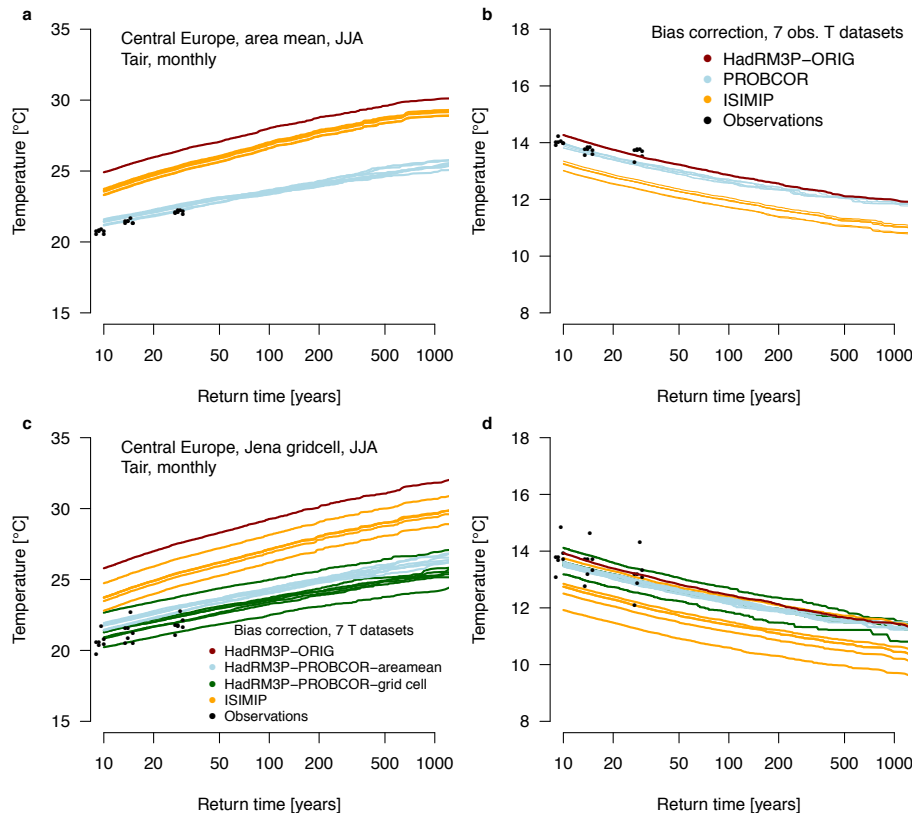 a
Central Europe, area mean, JJA
Tair, monthly
Temperature [°C]
35
30
25
20
15
10 20 50 100 200 500 1000
Return time [years]
b
Bias correction, 7 obs. T datasets
HadRM3P−ORIG
PROBCOR
ISIMIP
Observations
Temperature [°C]
18
16
14
12
10
8
10 20 50 100 200 500 1000
Return time [years]
c
Central Europe, Jena gridcell, JJA
Tair, monthly
Temperature [°C]
35
30
25
20
15
Bias correction, 7 T datasets
HadRM3P−ORIG
HadRM3P−PROBCOR−areamean
HadRM3P−PROBCOR−grid cell
ISIMIP
Observations
10 20 50 100 200 500 1000
Return time [years]
d
Temperature [°C]
18
16
14
12
10
8
10 20 50 100 200 500 1000
Return time [years]